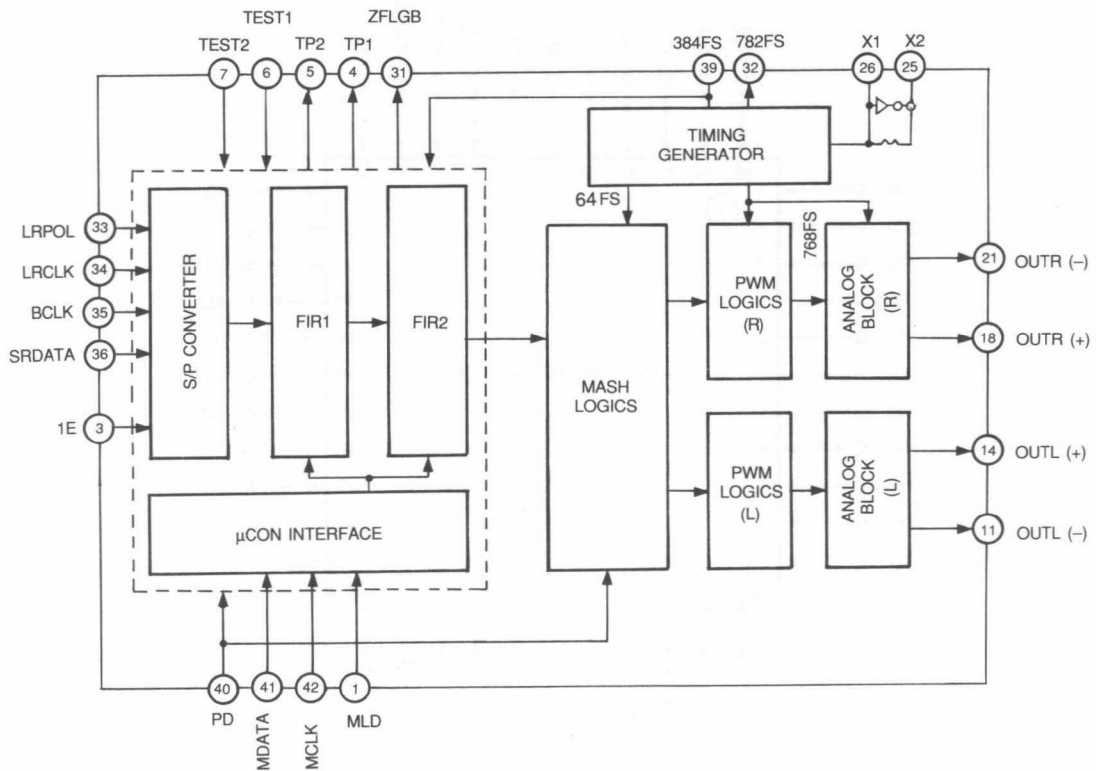 TEST1
ZFLGB
TEST2
TP2
TP1
384FS
782FS
X1
X2
7
6
5
4
31
39
32
26
25
TIMING
GENERATOR
64 FS
768FS
LRPOL
33
LRCLK
34
BCLK
35
SRDATA
36
1E
3
S/P CONVERTER
FIR1
FIR2
MASH
LOGICS
PWM
LOGICS
(R)
ANALOG
BLOCK
(R)
21
OUTR (−)
18
OUTR (+)
PWM
LOGICS
(L)
ANALOG
BLOCK
(L)
14
OUTL (+)
11
OUTL (−)
μCON INTERFACE
40
41
42
1
PD
MDATA
MCLK
MLD